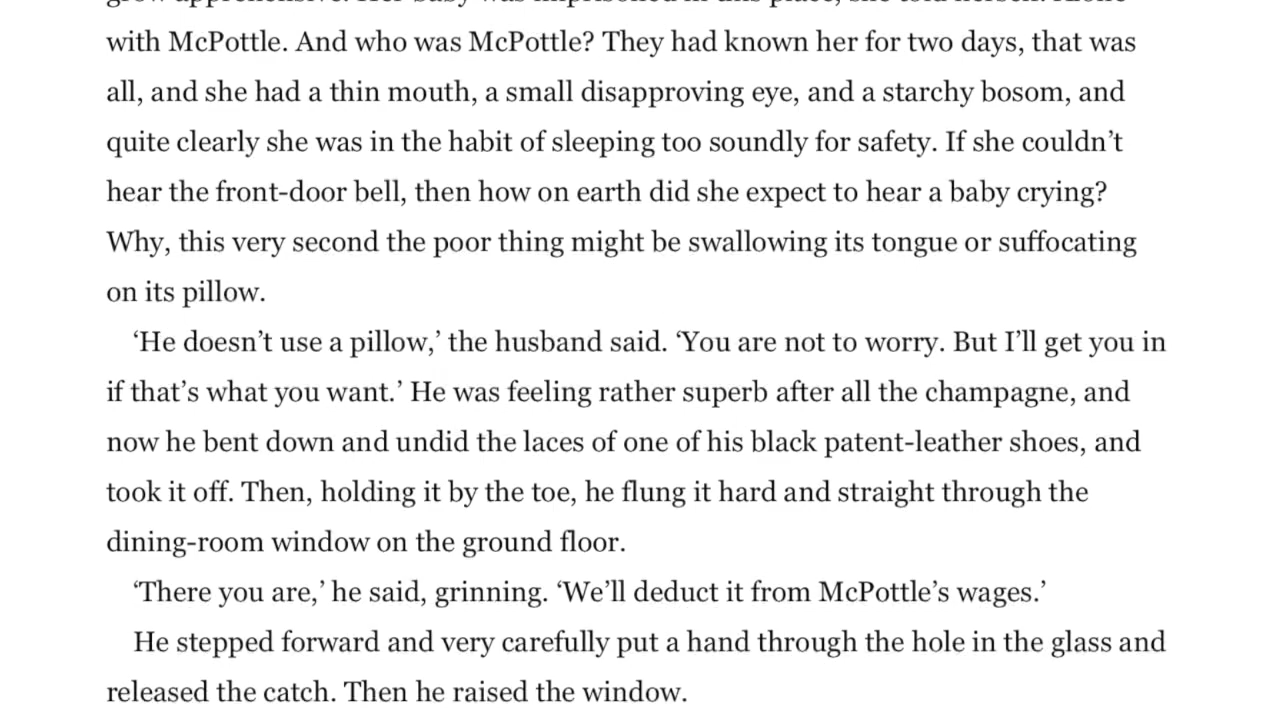 with McPottle. And who was McPottle? They had known her for two days, that was
all, and she had a thin mouth, a small disapproving eye, and a starchy bosom, and
quite clearly she was in the habit of sleeping too soundly for safety. If she couldn’t
hear the front-door bell, then how on earth did she expect to hear a baby crying?
Why, this very second the poor thing might be swallowing its tongue or suffocating
on its pillow.
‘He doesn’t use a pillow,’ the husband said. ‘You are not to worry. But I’ll get you in
if that’s what you want.’ He was feeling rather superb after all the champagne, and
now he bent down and undid the laces of one of his black patent-leather shoes, and
took it off. Then, holding it by the toe, he flung it hard and straight through the
dining-room window on the ground floor.
‘There you are,’ he said, grinning. ‘We’ll deduct it from McPottle’s wages.’
He stepped forward and very carefully put a hand through the hole in the glass and
released the catch. Then he raised the window.